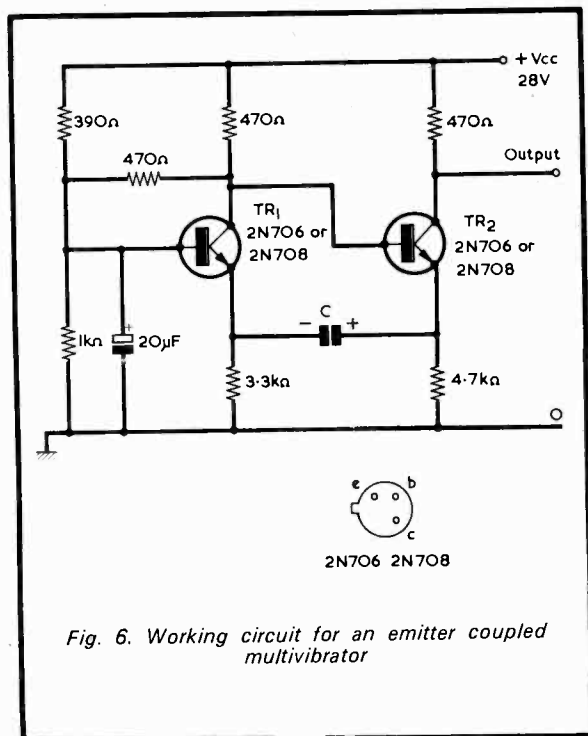 +Vcc
28V
390Ω
470Ω
470Ω
470Ω
Output
TR1
2N706 or
2N708
TR2
2N706 or
2N708
C
- +
1kΩ
+
20μF
3·3kΩ
4·7kΩ
e b
c
2N706 2N708
Fig. 6. Working circuit for an emitter coupled
multivibrator